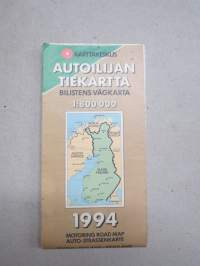 KARTTAKESKUS
AUTOILIJAN
TIEKARTTA
BILISTENS VÄGKARTA
1:800 000
1994
MOTORING ROAD MAP
AUTO-STRASSENKARTE